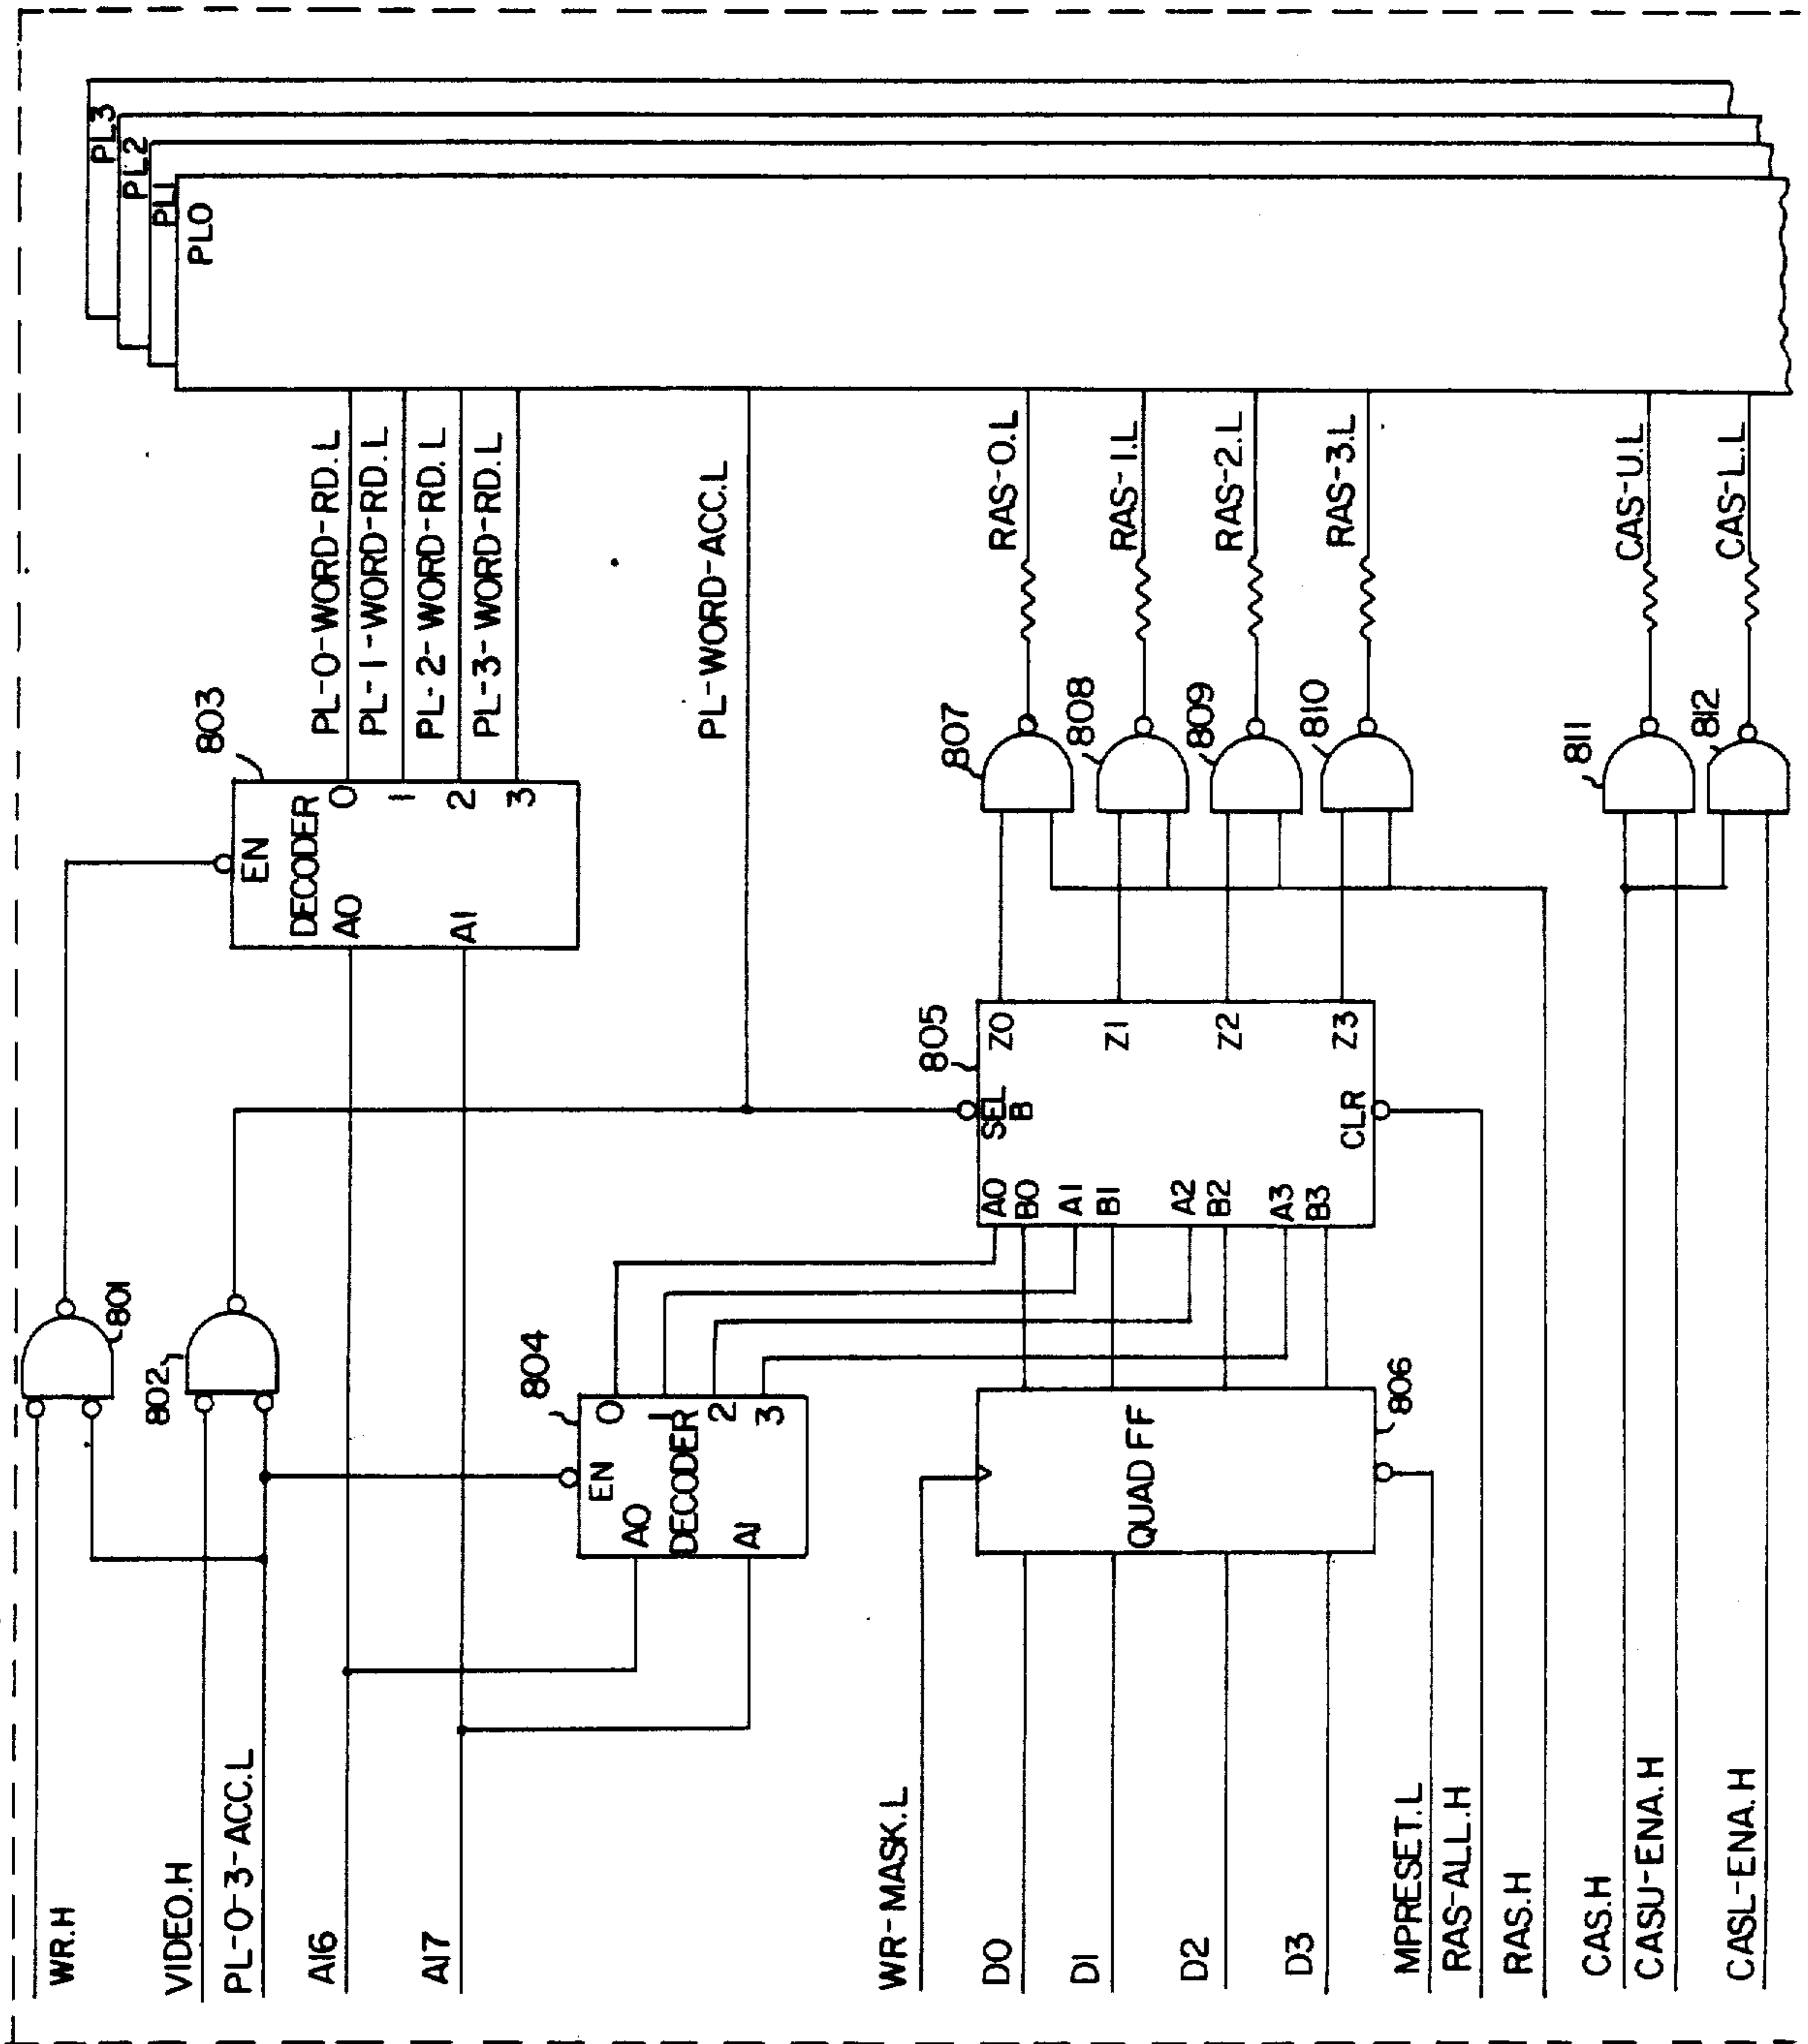 WR.H
VIDEO.H
PL-0-3-ACC.L
A16
A17
WR-MASK.L
D0
D1
D2
D3
MPRESET.L
RAS-ALL.H
RAS.H
CAS.H
CASU-ENA.H
CASL-ENA.H
801
802
804
EN
A0
DECODER
A1
0
1
2
3
QUAD FF
806
803
EN
DECODER
A0
A1
0
1
2
3
805
SEL
B
A0
B0
A1
B1
A2
B2
A3
B3
CLR
Z0
Z1
Z2
Z3
807
808
809
810
811
812
PL-0-WORD-RD.L
PL-1-WORD-RD.L
PL-2-WORD-RD.L
PL-3-WORD-RD.L
PL-WORD-ACC.L
RAS-0.L
RAS-1.L
RAS-2.L
RAS-3.L
CAS-U.L
CAS-L.L
PL3
PL2
PL1
PL0